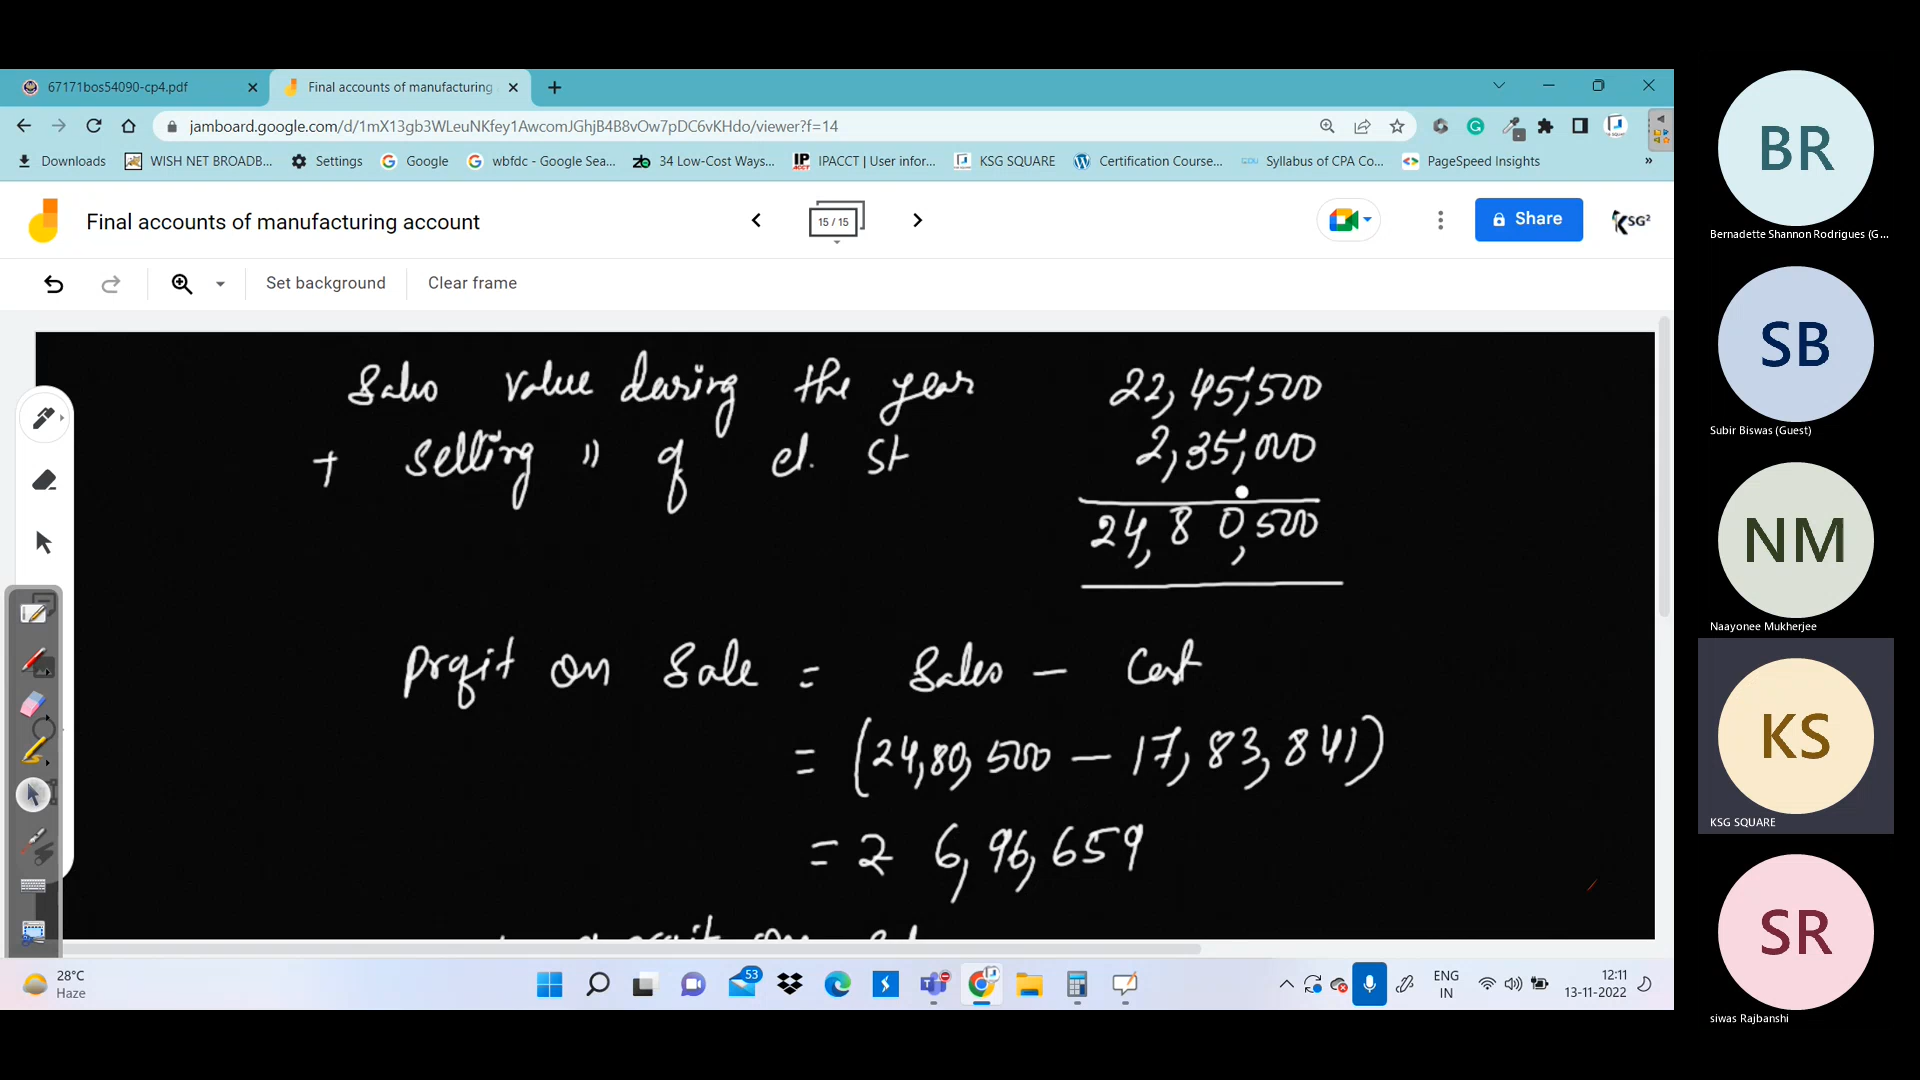 67171bos54090-cp4.pdf
Final accounts of manufacturing
jamboard.google.com/d/1mX13gb3WLeuNKfey1AwcomJGhjB4B8vOw7pDC6vKHdo/viewer?f=14
Downloads WISH NET BROADB... Settings Google wbfdc - Google Sea... 34 Low-Cost Ways... IPACCT | User infor... KSG SQUARE Certification Course... Syllabus of CPA Co... PageSpeed Insights »
Final accounts of manufacturing account
15 / 15
Share
KSG²
Set background Clear frame
Sales value during the year 22,45,500
+ selling " of cl. st 2,35,000
24,80,500
Profit on Sale = Sales - Cost
= (24,80,500 - 17,83,841)
= 2 6,96,659
profit on
28°C
Haze
53
ENG
IN
12:11
13-11-2022
BR
Bernadette Shannon Rodrigues (G...
SB
Subir Biswas (Guest)
NM
Naayonee Mukherjee
KS
KSG SQUARE
SR
siwas Rajbanshi